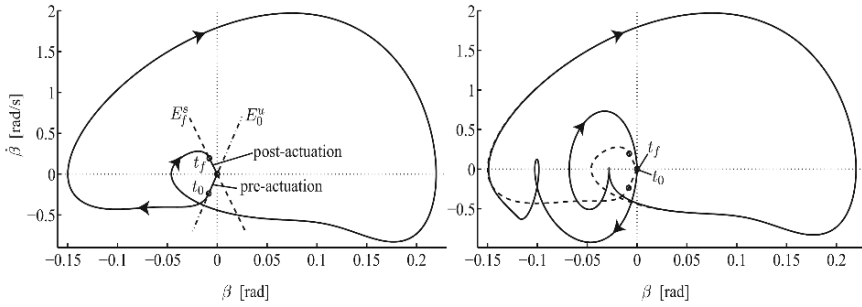 2
1.5
1
0.5
0
−0.5
β̇ [rad/s]
E_f^s
E_0^u
t_f
post-actuation
t_0
pre-actuation
−0.15
−0.1
−0.05
0
0.05
0.1
0.15
0.2
β [rad]
2
1.5
1
0.5
0
−0.5
t_f
t_0
−0.15
−0.1
−0.05
0
0.05
0.1
0.15
0.2
β [rad]